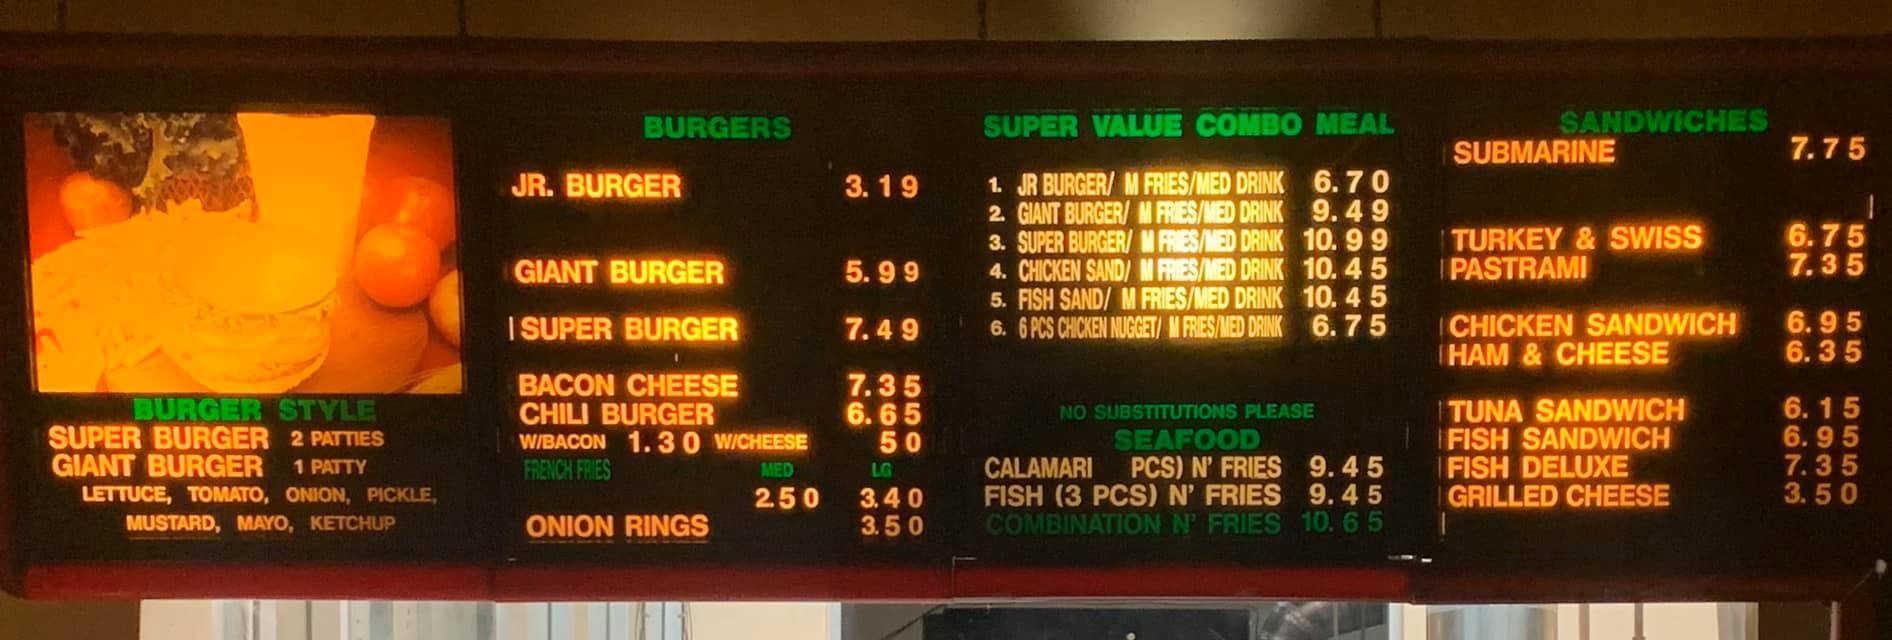 BURGER STYLE
SUPER BURGER 2 PATTIES
GIANT BURGER 1 PATTY
LETTUCE, TOMATO, ONION, PICKLE,
MUSTARD, MAYO, KETCHUP
BURGERS
JR. BURGER 3.19
GIANT BURGER 5.99
SUPER BURGER 7.49
BACON CHEESE 7.35
CHILI BURGER 6.65
W/BACON 1.30 W/CHEESE 50
FRENCH FRIES MED LG
2.50 3.40
ONION RINGS 3.50
SUPER VALUE COMBO MEAL
1. JR BURGER/ M FRIES/MED DRINK 6.70
2. GIANT BURGER/ M FRIES/MED DRINK 9.49
3. SUPER BURGER/ M FRIES/MED DRINK 10.99
4. CHICKEN SAND/ M FRIES/MED DRINK 10.45
5. FISH SAND/ M FRIES/MED DRINK 10.45
6. 6 PCS CHICKEN NUGGET/ M FRIES/MED DRINK 6.75
NO SUBSTITUTIONS PLEASE
SEAFOOD
CALAMARI PCS) N' FRIES 9.45
FISH (3 PCS) N' FRIES 9.45
COMBINATION N' FRIES 10.65
SANDWICHES
SUBMARINE 7.75
TURKEY & SWISS 6.75
PASTRAMI 7.35
CHICKEN SANDWICH 6.95
HAM & CHEESE 6.35
TUNA SANDWICH 6.15
FISH SANDWICH 6.95
FISH DELUXE 7.35
GRILLED CHEESE 3.50